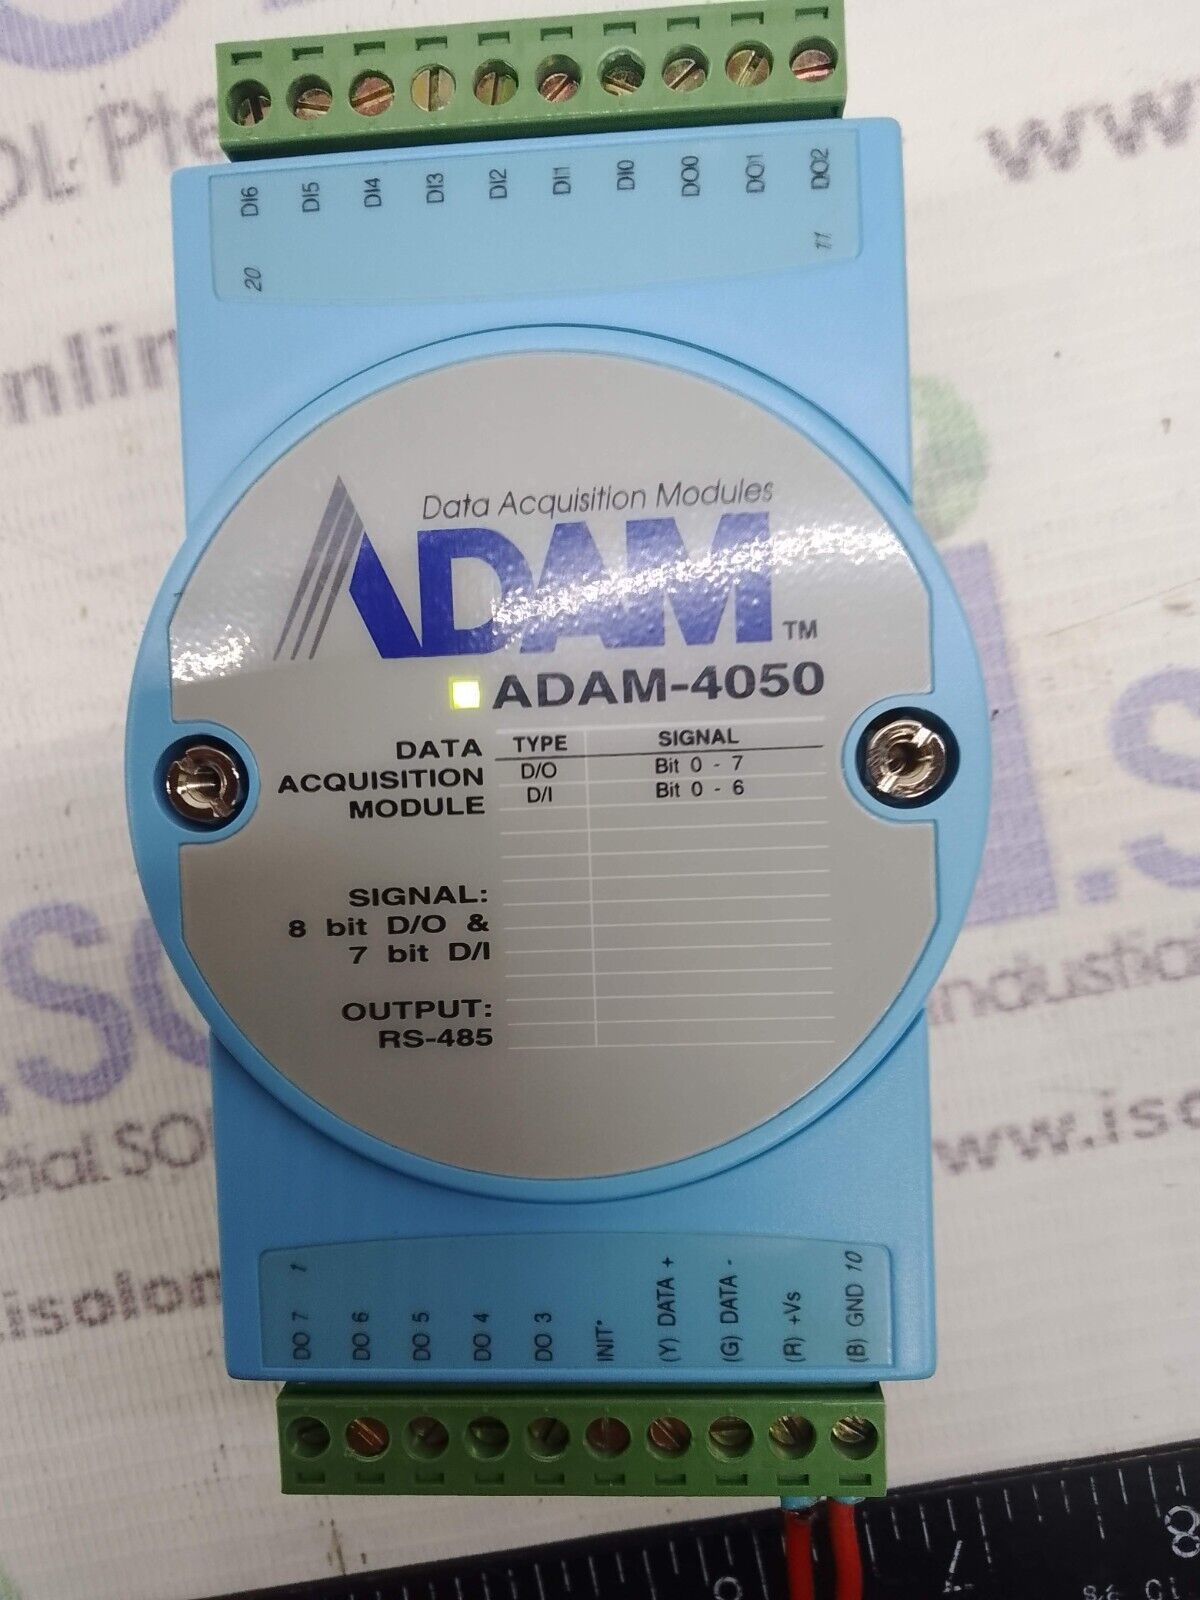 DI6 DI5 DI4 DI3 DI2 DI1 DI0 DO0 DO1 DO2
20 11
Data Acquisition Modules
ADAM TM
ADAM-4050
DATA
ACQUISITION
MODULE
TYPE SIGNAL
D/O Bit 0 - 7
D/I Bit 0 - 6
SIGNAL:
8 bit D/O &
7 bit D/I
OUTPUT:
RS-485
1 10
DO 7 DO 6 DO 5 DO 4 DO 3 INIT* (Y) DATA + (G) DATA - (R) +Vs (B) GND
7 8